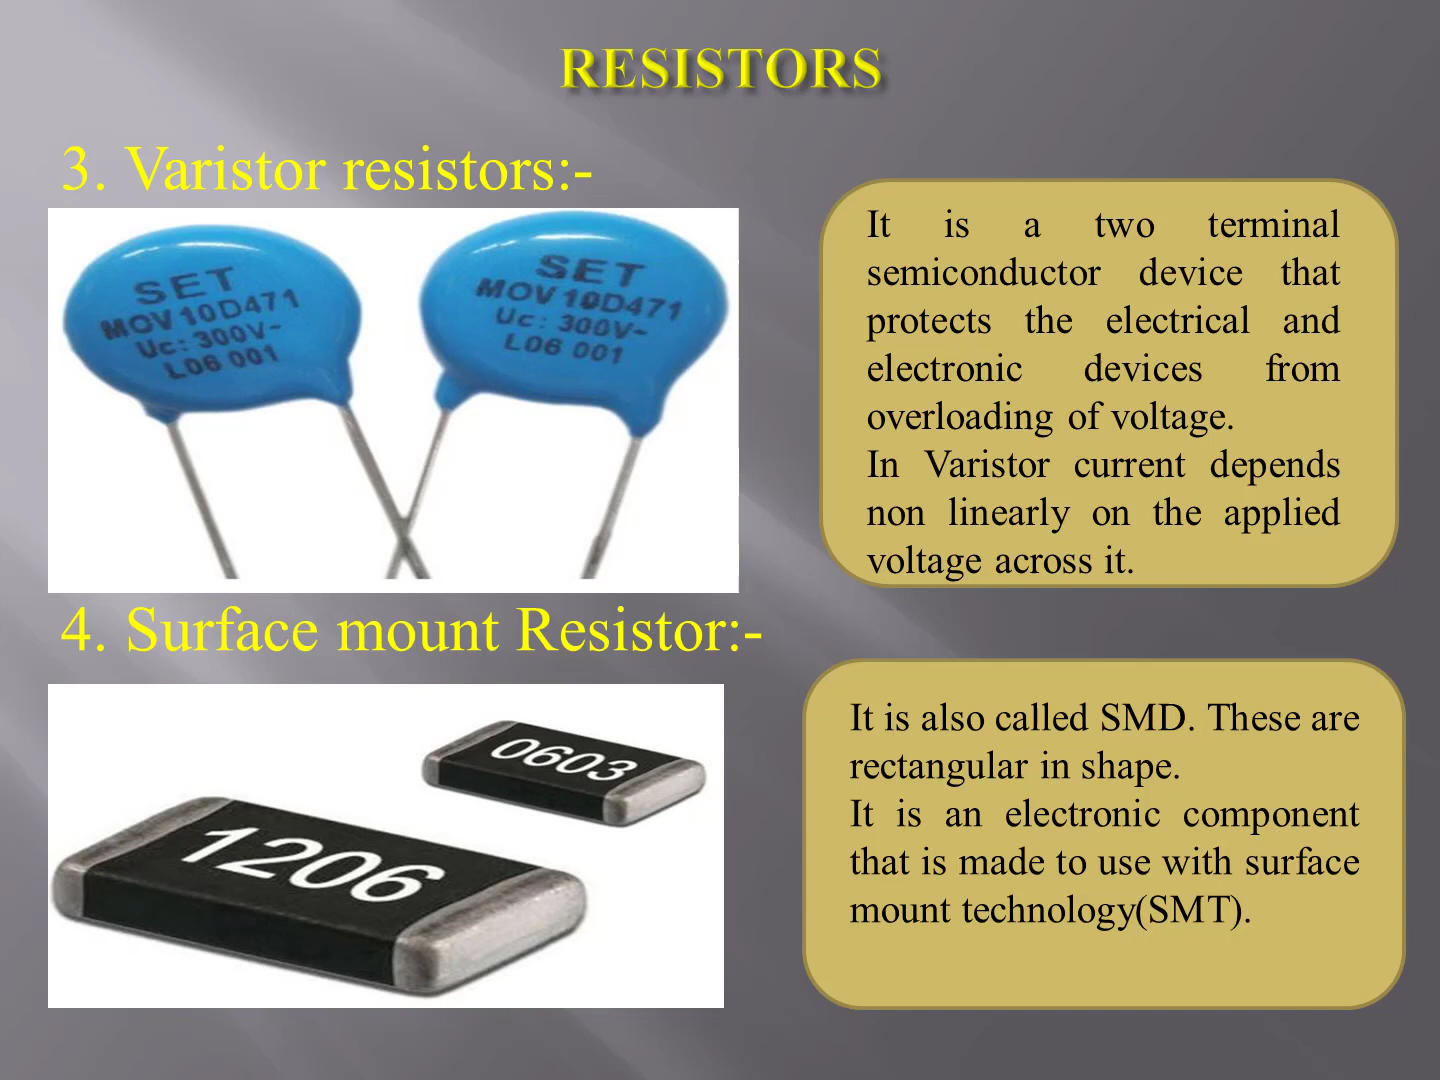 RESISTORS
3. Varistor resistors:-
SET
MOV 10D471
Uc: 300V~
L06 001
SET
MOV 10D471
Uc: 300V~
L06 001
It is a two terminal
semiconductor device that
protects the electrical and
electronic devices from
overloading of voltage.
In Varistor current depends
non linearly on the applied
voltage across it.
4. Surface mount Resistor:-
0603
1206
It is also called SMD. These are
rectangular in shape.
It is an electronic component
that is made to use with surface
mount technology(SMT).